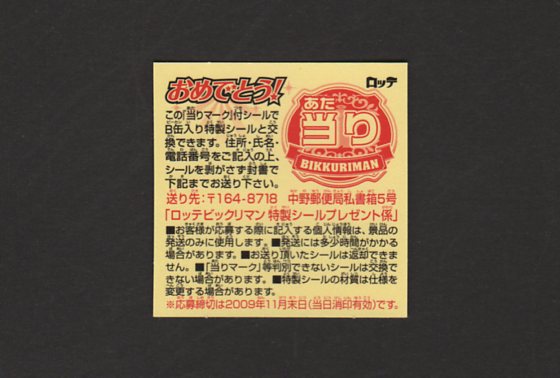 おめでとう!
ロッテ
あた
当り
BIKKURIMAN
この「当りマーク」付シールで
B缶入り特製シールと交
換できます。住所・氏名・
電話番号をご記入の上、
シールを剥がさず封書で
下記までお送り下さい。
送り先:〒164-8718 中野郵便局私書箱5号
「ロッテビックリマン 特製シールプレゼント係」
■お客様が応募する際に記入する個人情報は、景品の
発送のみに使用します。■発送には多少時間がかかる
場合があります。■お送り頂いたシールは返却できま
せん。■「当りマーク」等判別できないシールは交換で
きない場合があります。■特製シールの材質は仕様を
変更する場合があります。
※応募締切は2009年11月末日(当日消印有効)です。